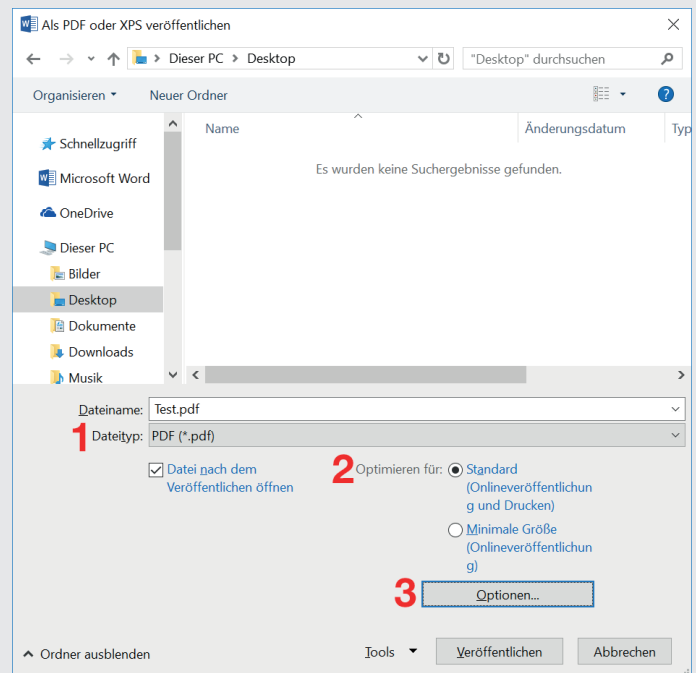 Als PDF oder XPS veröffentlichen
Dieser PC > Desktop
"Desktop" durchsuchen
Organisieren
Neuer Ordner
Name
Änderungsdatum
Typ
Schnellzugriff
Microsoft Word
OneDrive
Dieser PC
Bilder
Desktop
Dokumente
Downloads
Musik
Es wurden keine Suchergebnisse gefunden.
Dateiname: Test.pdf
1 Dateityp: PDF (*.pdf)
Datei nach dem
Veröffentlichen öffnen
2 Optimieren für: Standard
(Onlineveröffentlichun
g und Drucken)
Minimale Größe
(Onlineveröffentlichun
g)
3 Optionen...
Ordner ausblenden
Tools
Veröffentlichen
Abbrechen